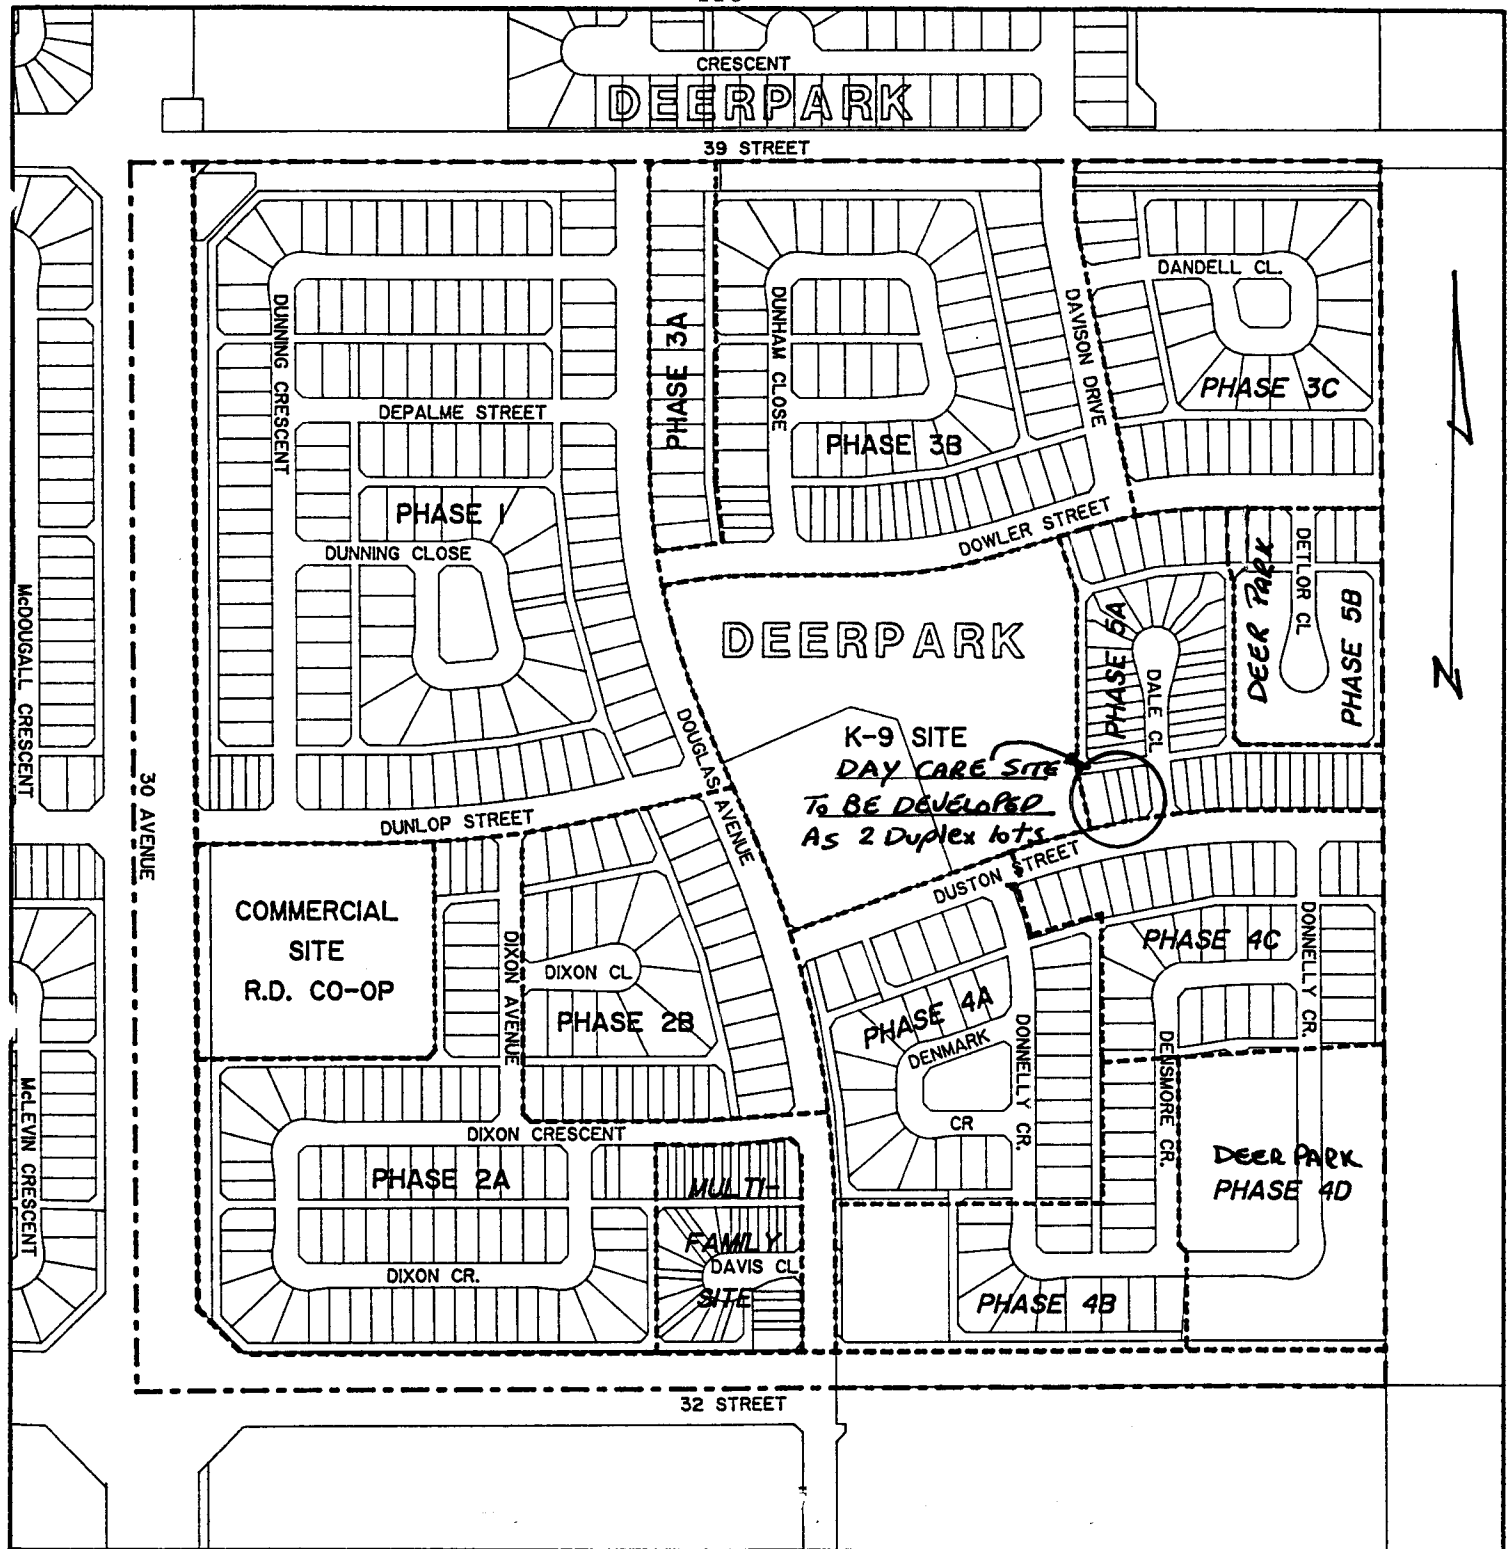 CRESCENT
DEERPARK
39 STREET
DANDELL CL.
DUNNING CRESCENT
PHASE 3A
DUNHAM CLOSE
DAVISON DRIVE
PHASE 3C
DEPALME STREET
PHASE 3B
PHASE 1
DOWLER STREET
DUNNING CLOSE
DEER PARK
DETLOR CL
PHASE 5B
McDOUGALL CRESCENT
DEERPARK
PHASE 5A
DALE CL
N
30 AVENUE
DOUGLAS AVENUE
K-9 SITE
DAY CARE SITE
TO BE DEVELOPED
AS 2 Duplex lots
DUNLOP STREET
DUSTON STREET
COMMERCIAL
SITE
R.D. CO-OP
DIXON AVENUE
DIXON CL
PHASE 2B
PHASE 4A
DENMARK
CR
DONNELLY CR.
PHASE 4C
DONNELLY CR.
DENSMORE CR.
McLEVIN CRESCENT
DIXON CRESCENT
PHASE 2A
MULTI-
FAMILY
DAVIS CL
SITE
DIXON CR.
DEER PARK
PHASE 4D
PHASE 4B
32 STREET